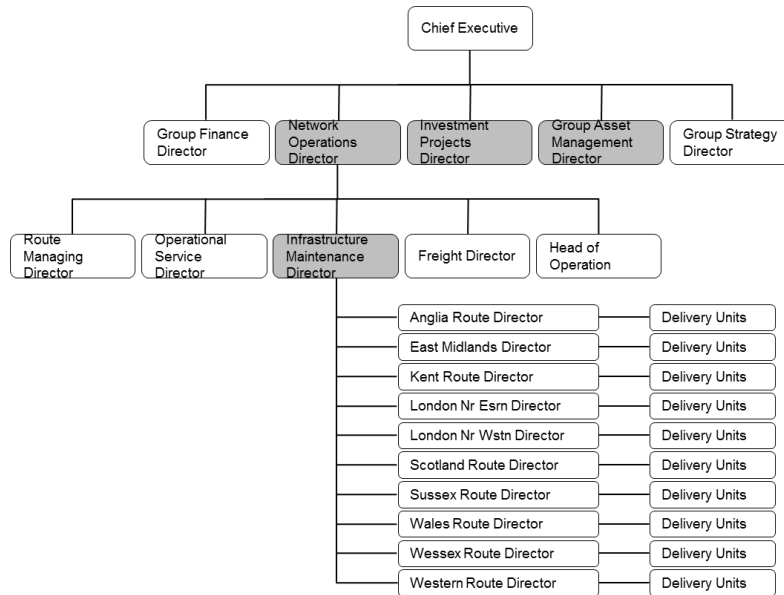 Chief Executive
Group Finance
Director
Network
Operations
Director
Investment
Projects
Director
Group Asset
Management
Director
Group Strategy
Director
Route
Managing
Director
Operational
Service
Director
Infrastructure
Maintenance
Director
Freight Director
Head of
Operation
Anglia Route Director
Delivery Units
East Midlands Director
Delivery Units
Kent Route Director
Delivery Units
London Nr Esrn Director
Delivery Units
London Nr Wstn Director
Delivery Units
Scotland Route Director
Delivery Units
Sussex Route Director
Delivery Units
Wales Route Director
Delivery Units
Wessex Route Director
Delivery Units
Western Route Director
Delivery Units